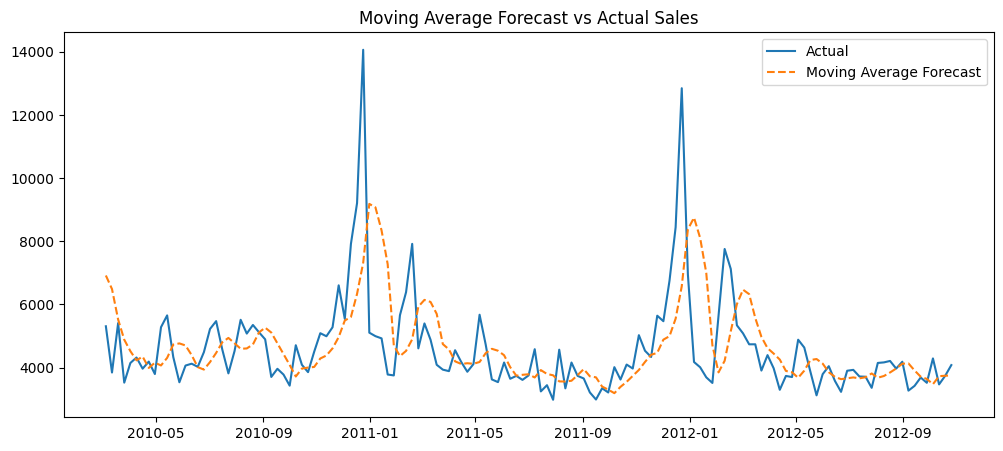 Moving Average Forecast vs Actual Sales
Actual
Moving Average Forecast
14000
12000
10000
8000
6000
4000
2010-05 2010-09 2011-01 2011-05 2011-09 2012-01 2012-05 2012-09